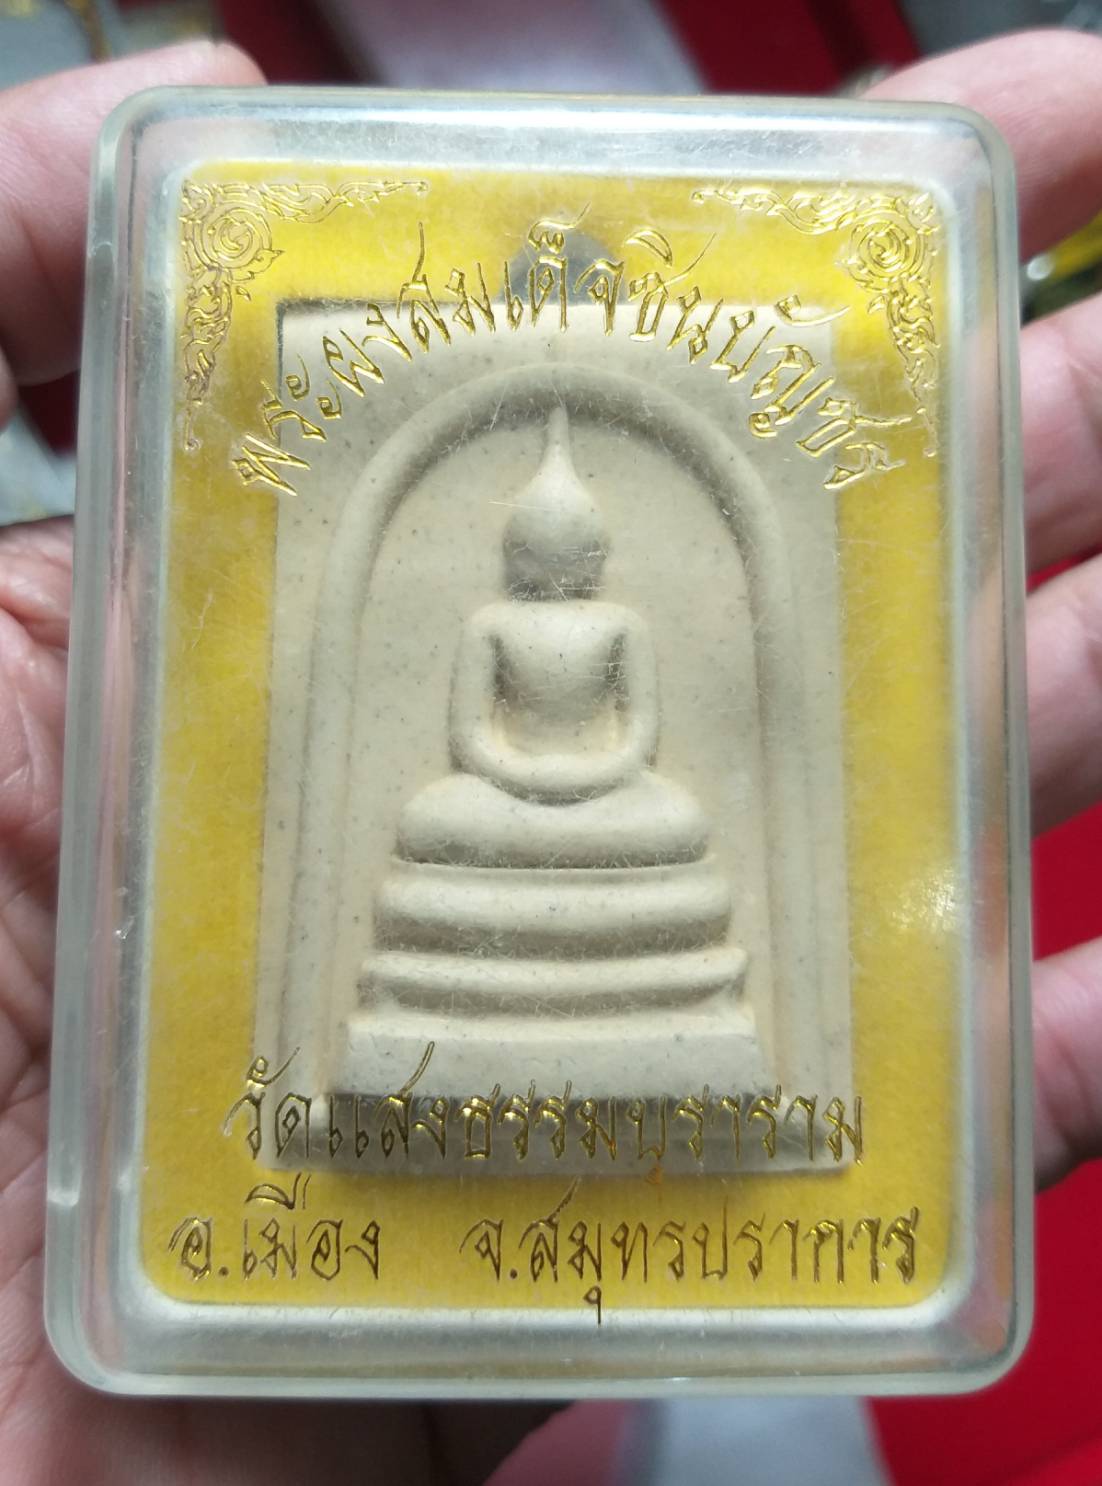 พระผงสมเด็จชินบัญชร
วัดแสงธรรมบุราราม
อ.เมือง จ.สมุทรปราการ